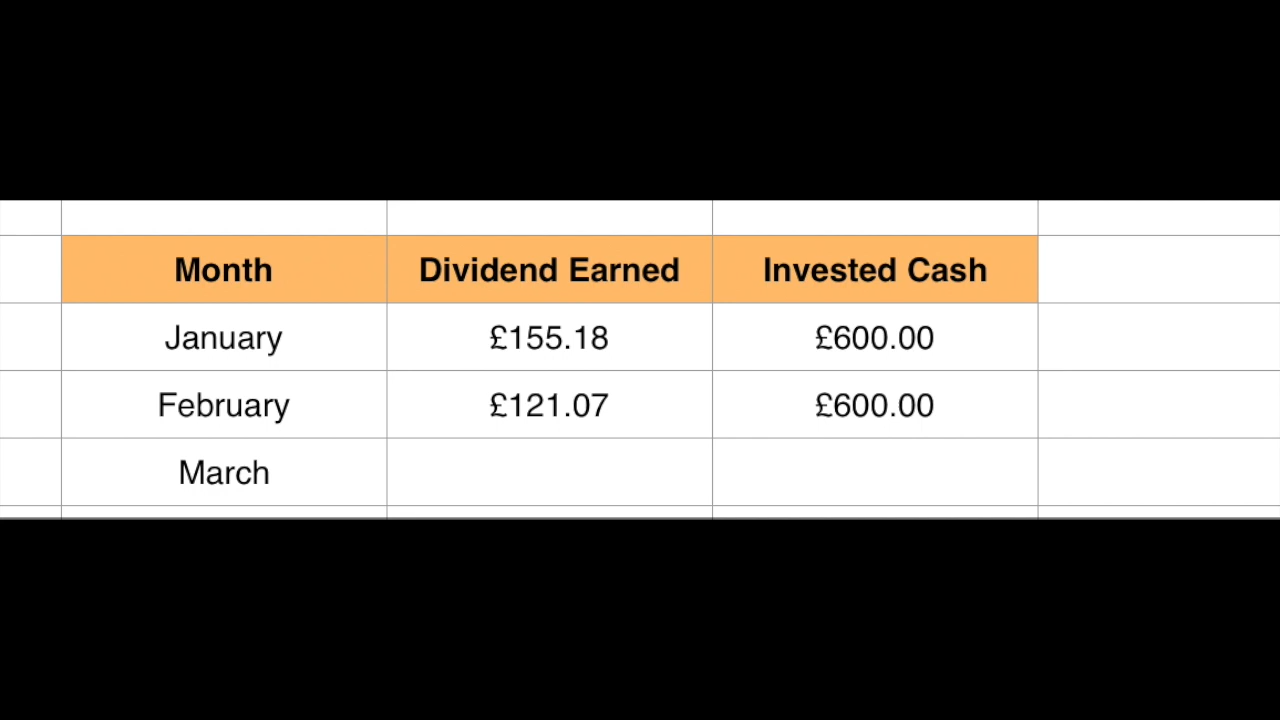 Month Dividend Earned Invested Cash
January £155.18 £600.00
February £121.07 £600.00
March